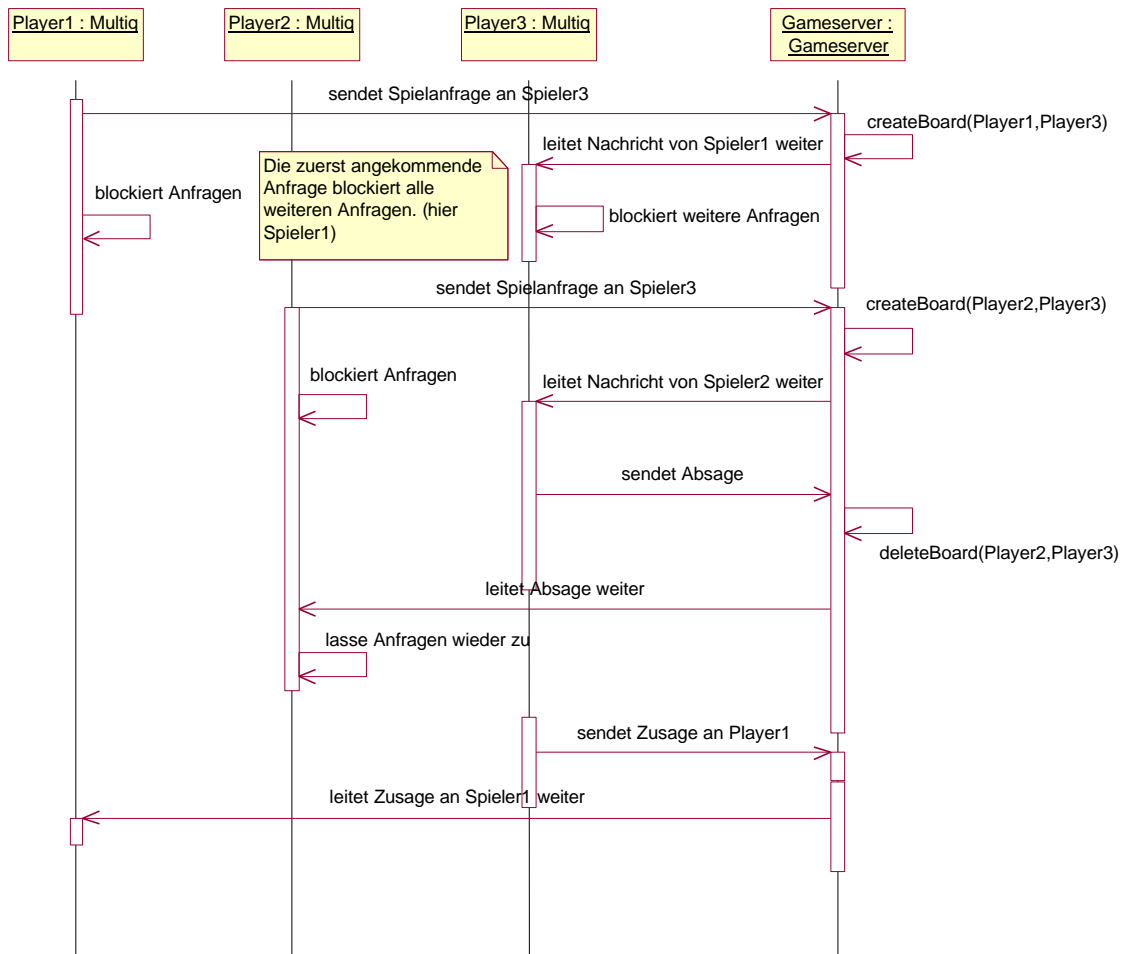 Player1 : Multiq
Player2 : Multiq
Player3 : Multiq
Gameserver :
Gameserver
sendet Spielanfrage an Spieler3
createBoard(Player1,Player3)
leitet Nachricht von Spieler1 weiter
Die zuerst angekommende
Anfrage blockiert alle
weiteren Anfragen. (hier
Spieler1)
blockiert Anfragen
blockiert weitere Anfragen
sendet Spielanfrage an Spieler3
createBoard(Player2,Player3)
blockiert Anfragen
leitet Nachricht von Spieler2 weiter
sendet Absage
deleteBoard(Player2,Player3)
leitet Absage weiter
lasse Anfragen wieder zu
sendet Zusage an Player1
leitet Zusage an Spieler1 weiter